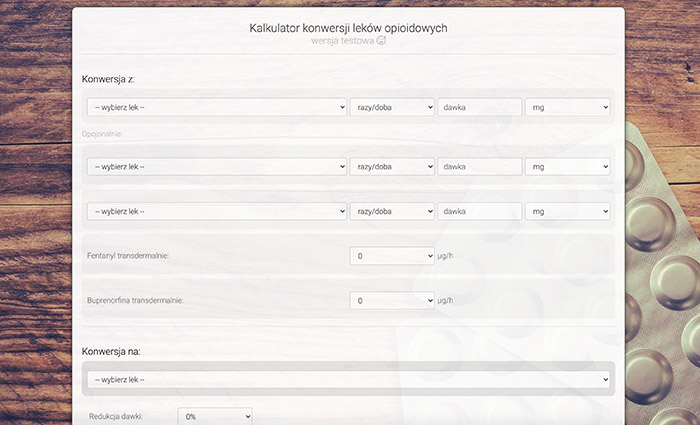 Kalkulator konwersji leków opioidowych
wersja testowa
Konwersja z:
-- wybierz lek -- razy/doba dawka mg
Opcjonalnie:
-- wybierz lek -- razy/doba dawka mg
-- wybierz lek -- razy/doba dawka mg
Fentanyl transdermalnie: 0 µg/h
Buprenorfina transdermalnie: 0 µg/h
Konwersja na:
-- wybierz lek --
Redukcja dawki: 0%